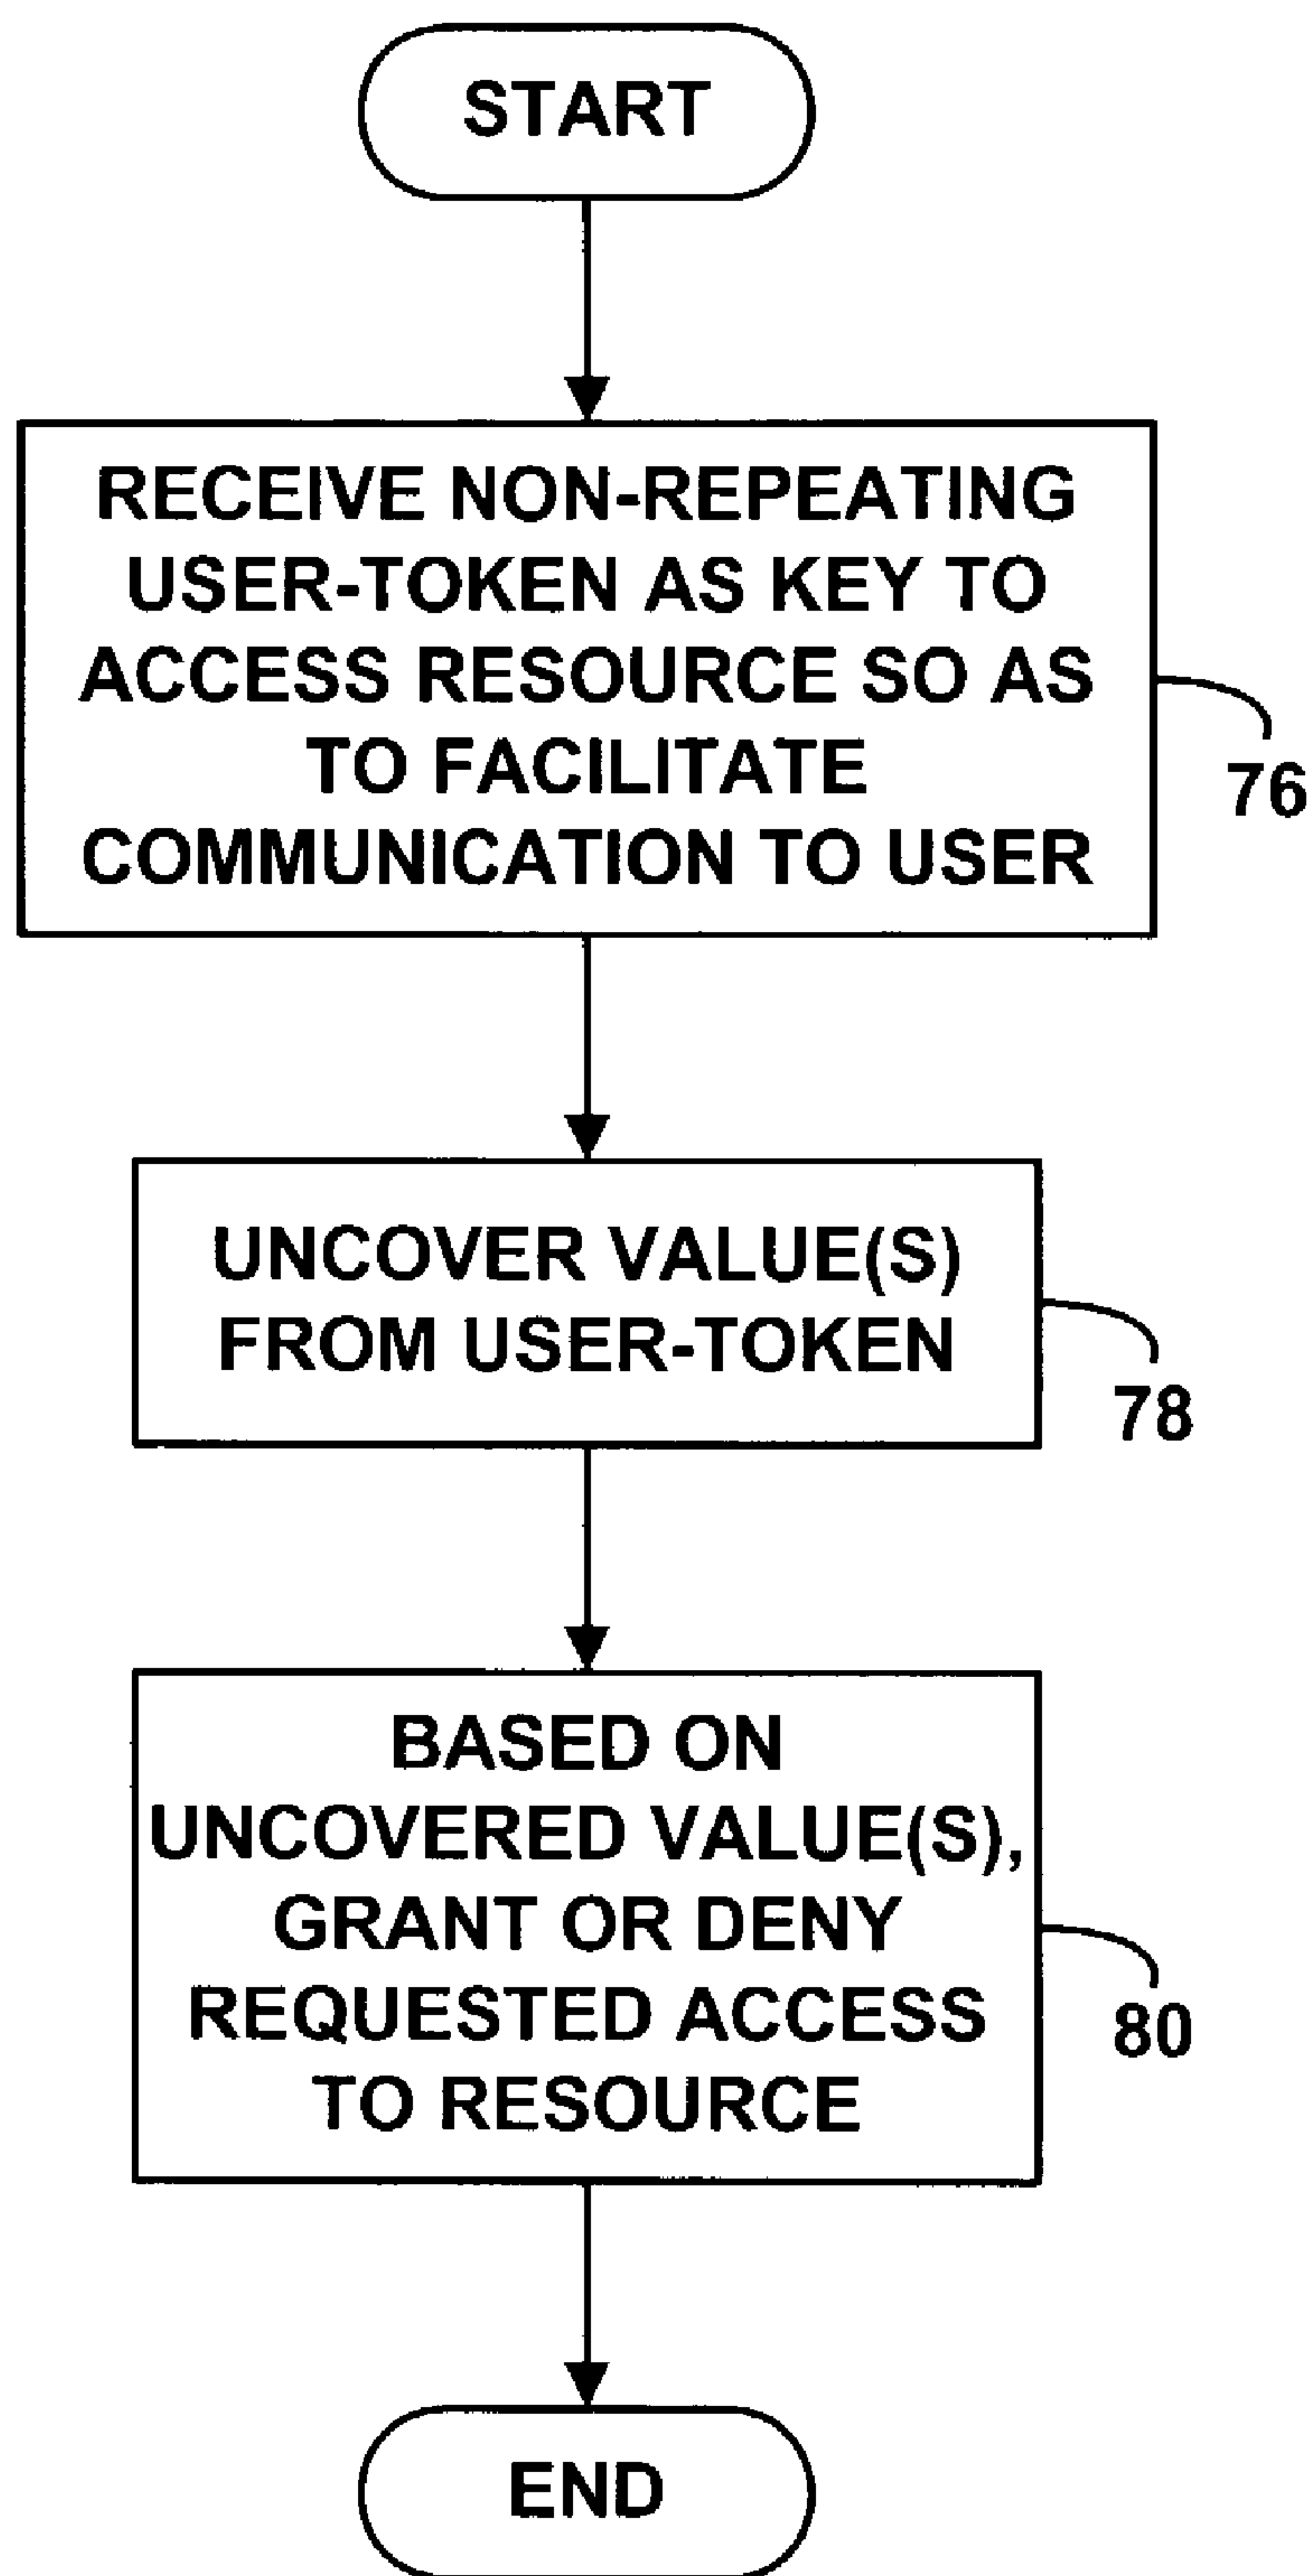 START
RECEIVE NON-REPEATING
USER-TOKEN AS KEY TO
ACCESS RESOURCE SO AS
TO FACILITATE
COMMUNICATION TO USER
76
UNCOVER VALUE(S)
FROM USER-TOKEN
78
BASED ON
UNCOVERED VALUE(S),
GRANT OR DENY
REQUESTED ACCESS
TO RESOURCE
80
END